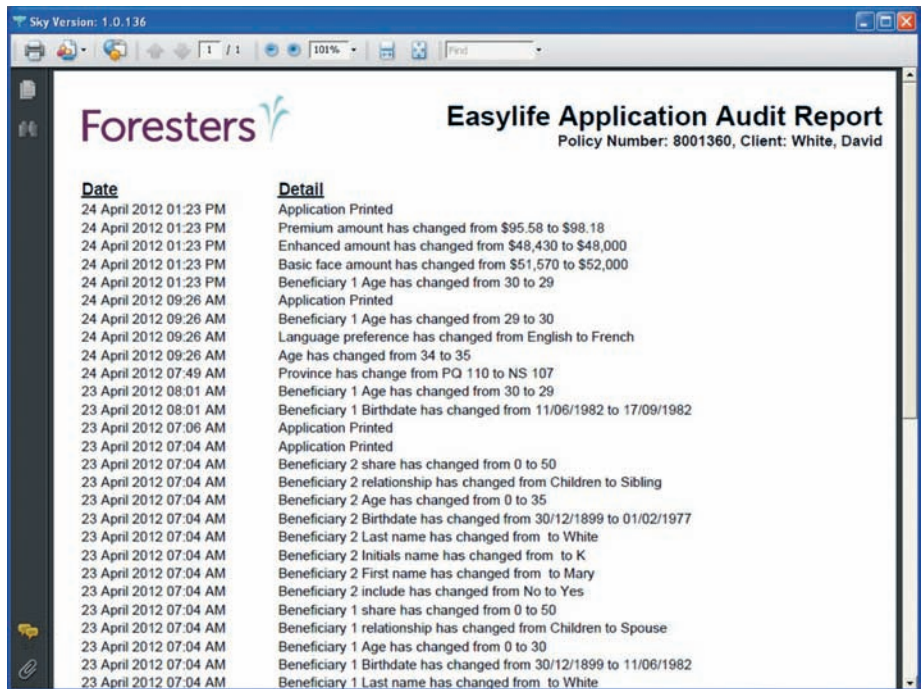 Sky Version: 1.0.136
1 / 1
101%
Find
Foresters
Easylife Application Audit Report
Policy Number: 8001360, Client: White, David
Date Detail
24 April 2012 01:23 PM Application Printed
24 April 2012 01:23 PM Premium amount has changed from $95.58 to $98.18
24 April 2012 01:23 PM Enhanced amount has changed from $48,430 to $48,000
24 April 2012 01:23 PM Basic face amount has changed from $51,570 to $52,000
24 April 2012 01:23 PM Beneficiary 1 Age has changed from 30 to 29
24 April 2012 09:26 AM Application Printed
24 April 2012 09:26 AM Beneficiary 1 Age has changed from 29 to 30
24 April 2012 09:26 AM Language preference has changed from English to French
24 April 2012 09:26 AM Age has changed from 34 to 35
24 April 2012 07:49 AM Province has change from PQ 110 to NS 107
23 April 2012 08:01 AM Beneficiary 1 Age has changed from 30 to 29
23 April 2012 08:01 AM Beneficiary 1 Birthdate has changed from 11/06/1982 to 17/09/1982
23 April 2012 07:06 AM Application Printed
23 April 2012 07:04 AM Application Printed
23 April 2012 07:04 AM Beneficiary 2 share has changed from 0 to 50
23 April 2012 07:04 AM Beneficiary 2 relationship has changed from Children to Sibling
23 April 2012 07:04 AM Beneficiary 2 Age has changed from 0 to 35
23 April 2012 07:04 AM Beneficiary 2 Birthdate has changed from 30/12/1899 to 01/02/1977
23 April 2012 07:04 AM Beneficiary 2 Last name has changed from to White
23 April 2012 07:04 AM Beneficiary 2 Initials name has changed from to K
23 April 2012 07:04 AM Beneficiary 2 First name has changed from to Mary
23 April 2012 07:04 AM Beneficiary 2 include has changed from No to Yes
23 April 2012 07:04 AM Beneficiary 1 share has changed from 0 to 50
23 April 2012 07:04 AM Beneficiary 1 relationship has changed from Children to Spouse
23 April 2012 07:04 AM Beneficiary 1 Age has changed from 0 to 30
23 April 2012 07:04 AM Beneficiary 1 Birthdate has changed from 30/12/1899 to 11/06/1982
23 April 2012 07:04 AM Beneficiary 1 Last name has changed from to White